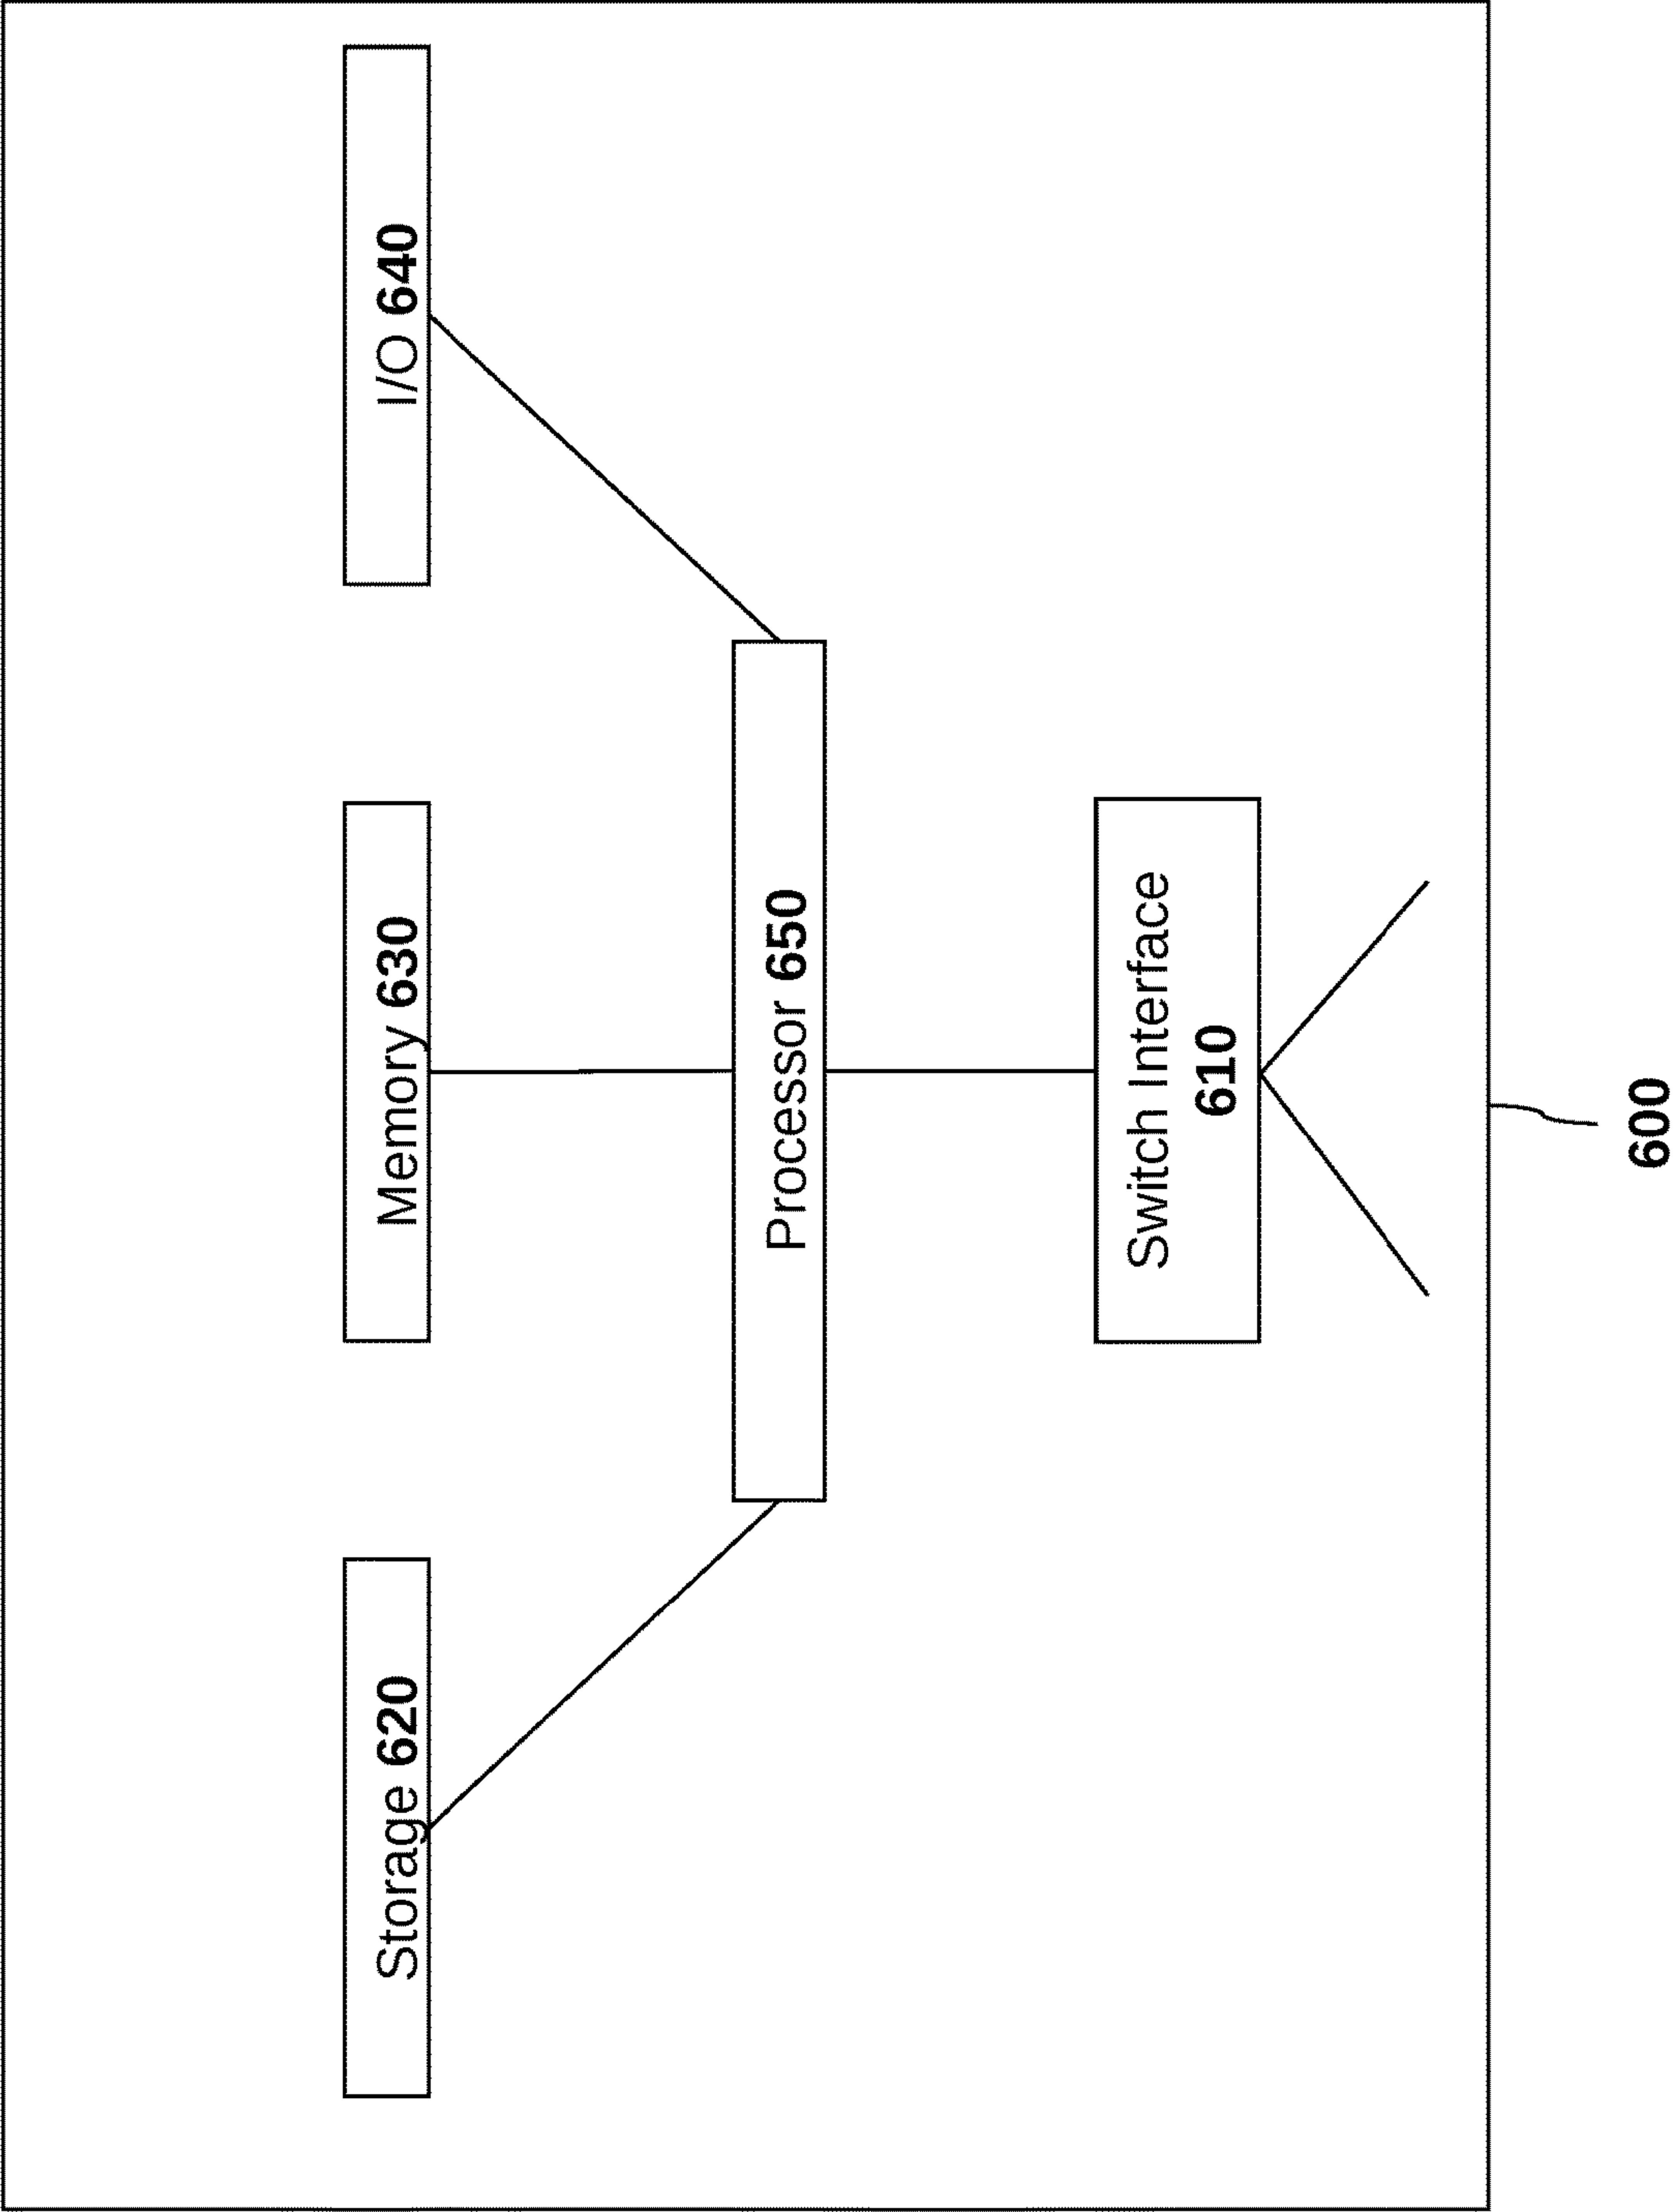 Storage 620
Memory 630
I/O 640
Processor 650
Switch Interface
610
600